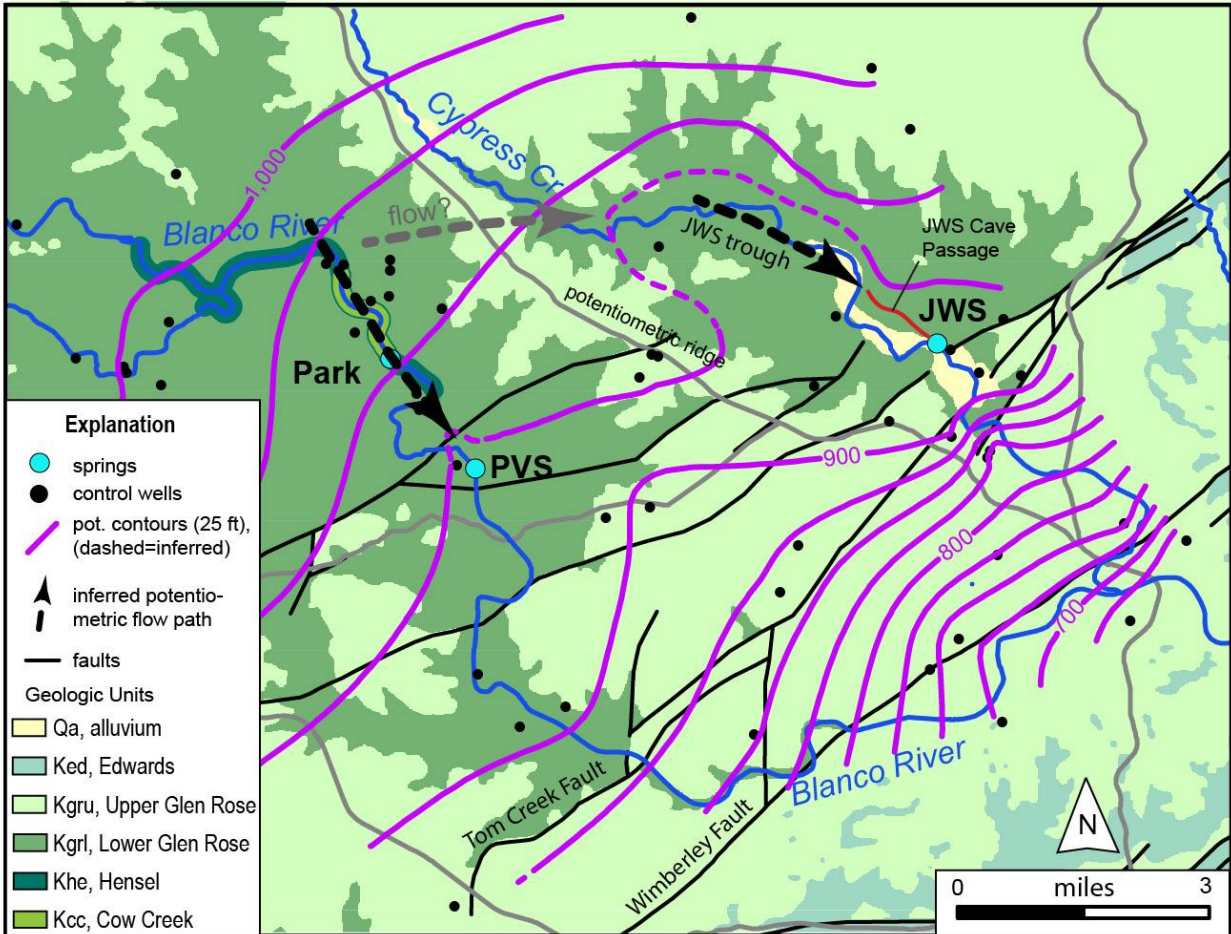 Cypress Cr
1,000
flow?
Blanco River
JWS trough
JWS Cave
Passage
JWS
potentiometric ridge
Park
PVS
900
800
700
Blanco River
Tom Creek Fault
Wimberley Fault
Explanation
springs
control wells
pot. contours (25 ft),
(dashed=inferred)
inferred potentio-
metric flow path
faults
Geologic Units
Qa, alluvium
Ked, Edwards
Kgru, Upper Glen Rose
Kgrl, Lower Glen Rose
Khe, Hensel
Kcc, Cow Creek
N
0 miles 3